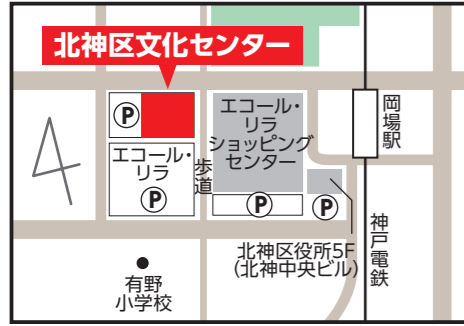 北神区文化センター
P
エコール・
リラ
P
歩道
エコール・
リラ
ショッピング
センター
P
P
岡場駅
神戸電鉄
北神区役所5F
(北神中央ビル)
有野
小学校